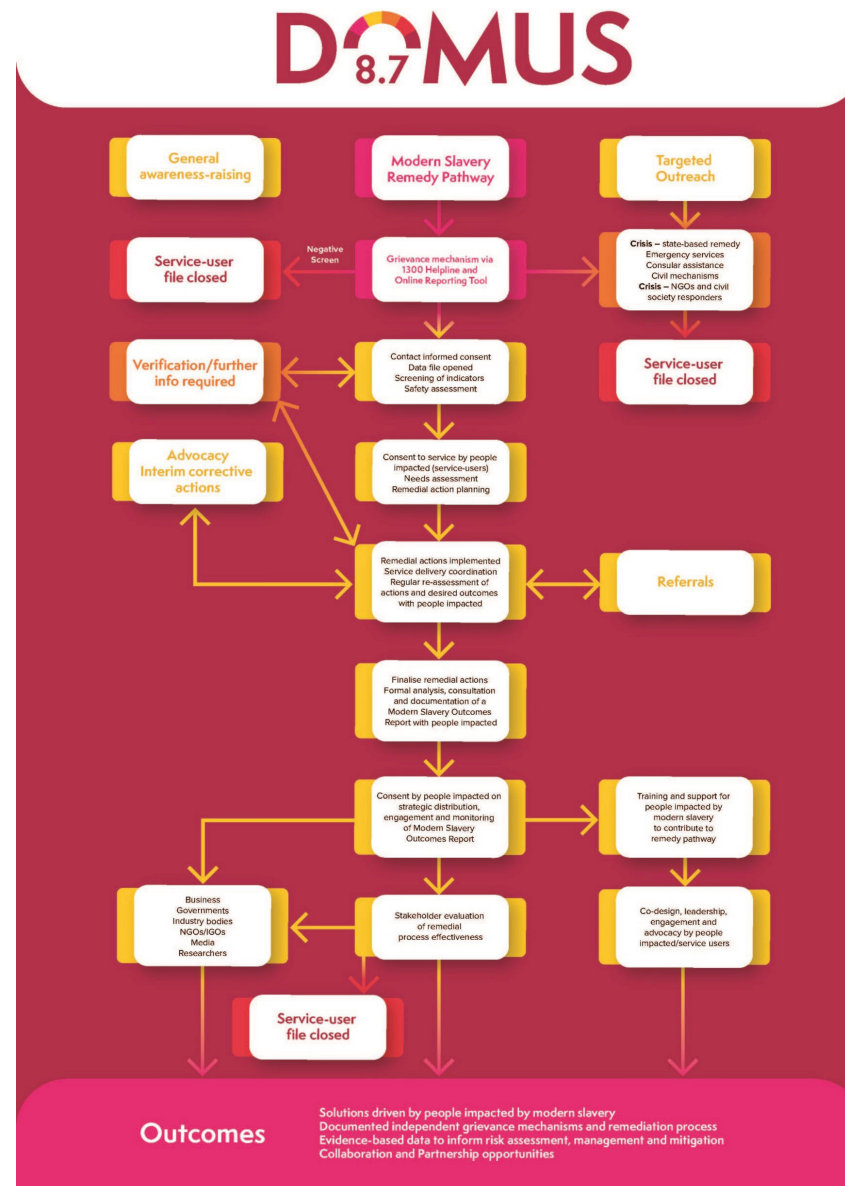 DOMUS
8.7
General
awareness-raising
Modern Slavery
Remedy Pathway
Targeted
Outreach
Service-user
file closed
Negative
Screen
Grievance mechanism via
1300 Helpline and
Online Reporting Tool
Crisis – state-based remedy
Emergency services
Consular assistance
Civil mechanisms
Crisis – NGOs and civil
society responders
Verification/further
info required
Contact informed consent
Data file opened
Screening of indicators
Safety assessment
Service-user
file closed
Advocacy
Interim corrective
actions
Consent to service by people
impacted (service-users)
Needs assessment
Remedial action planning
Remedial actions implemented
Service delivery coordination
Regular re-assessment of
actions and desired outcomes
with people impacted
Referrals
Finalise remedial actions
Formal analysis, consultation
and documentation of a
Modern Slavery Outcomes
Report with people impacted
Consent by people impacted on
strategic distribution,
engagement and monitoring
of Modern Slavery
Outcomes Report
Training and support for
people impacted by
modern slavery
to contribute to
remedy pathway
Business
Governments
Industry bodies
NGOs/IGOs
Media
Researchers
Stakeholder evaluation
of remedial
process effectiveness
Co-design, leadership,
engagement and
advocacy by people
impacted/service users
Service-user
file closed
Outcomes
Solutions driven by people impacted by modern slavery
Documented independent grievance mechanisms and remediation process
Evidence-based data to inform risk assessment, management and mitigation
Collaboration and Partnership opportunities